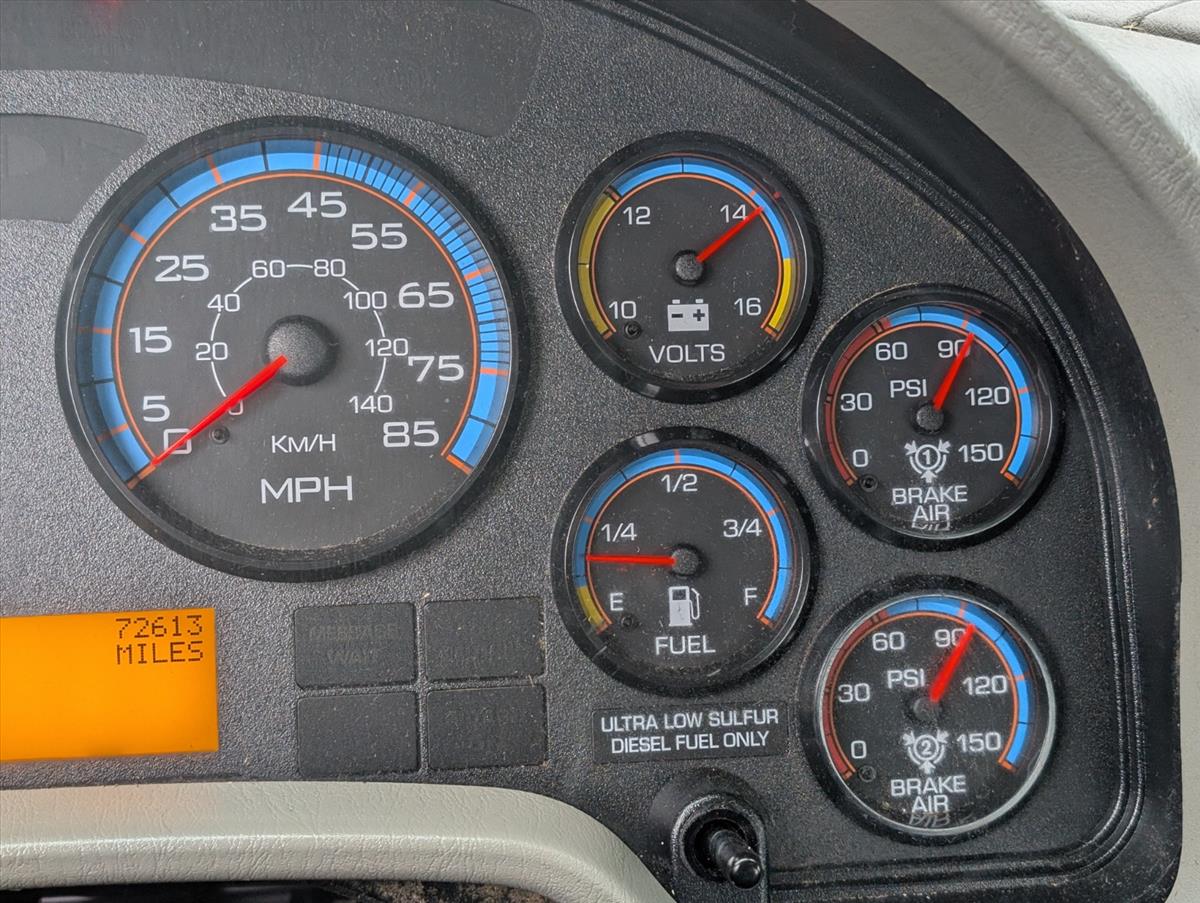 0
5
15
25
35
45
55
65
75
85
0
20
40
60
80
100
120
140
KM/H
MPH
10
12
14
16
- +
VOLTS
0
30
60
90
120
150
PSI
1
BRAKE
AIR
E
1/4
1/2
3/4
F
FUEL
0
30
60
90
120
150
PSI
2
BRAKE
AIR
72613
MILES
ULTRA LOW SULFUR
DIESEL FUEL ONLY